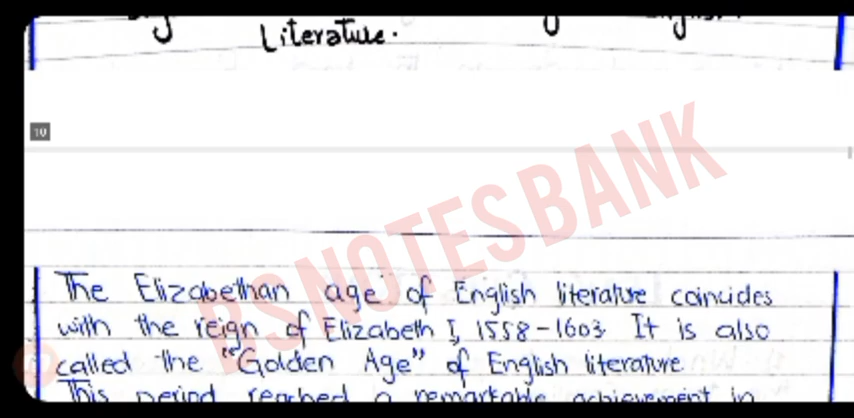 Literature.
10
BSNOTESBANK
The Elizabethan age of English literature coincides
with the reign of Elizabeth I, 1558-1603. It is also
called the "Golden Age" of English literature
This period reached a remarkable achievement in